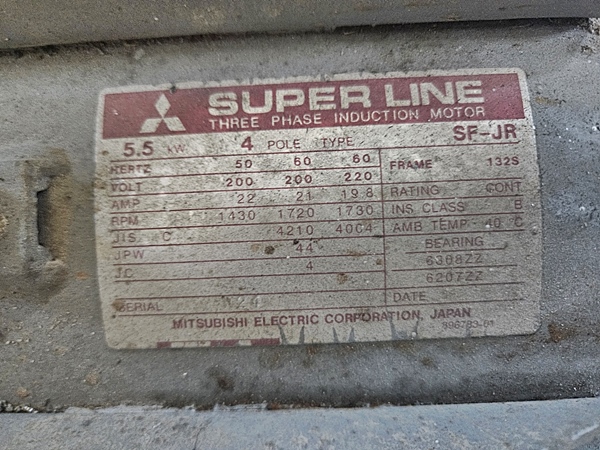 SUPER LINE
THREE PHASE INDUCTION MOTOR
5.5 kW 4 POLE TYPE SF-JR
HERTZ 50 60 60
VOLT 200 200 220
AMP 22 21 19.8
RPM 1430 1720 1730
JIS C 4210 4004
JPW 44
JC 4
SERIAL
FRAME 132S
RATING CONT
INS CLASS B
AMB TEMP 40 °C
BEARING
6308ZZ
6207ZZ
DATE
MITSUBISHI ELECTRIC CORPORATION, JAPAN